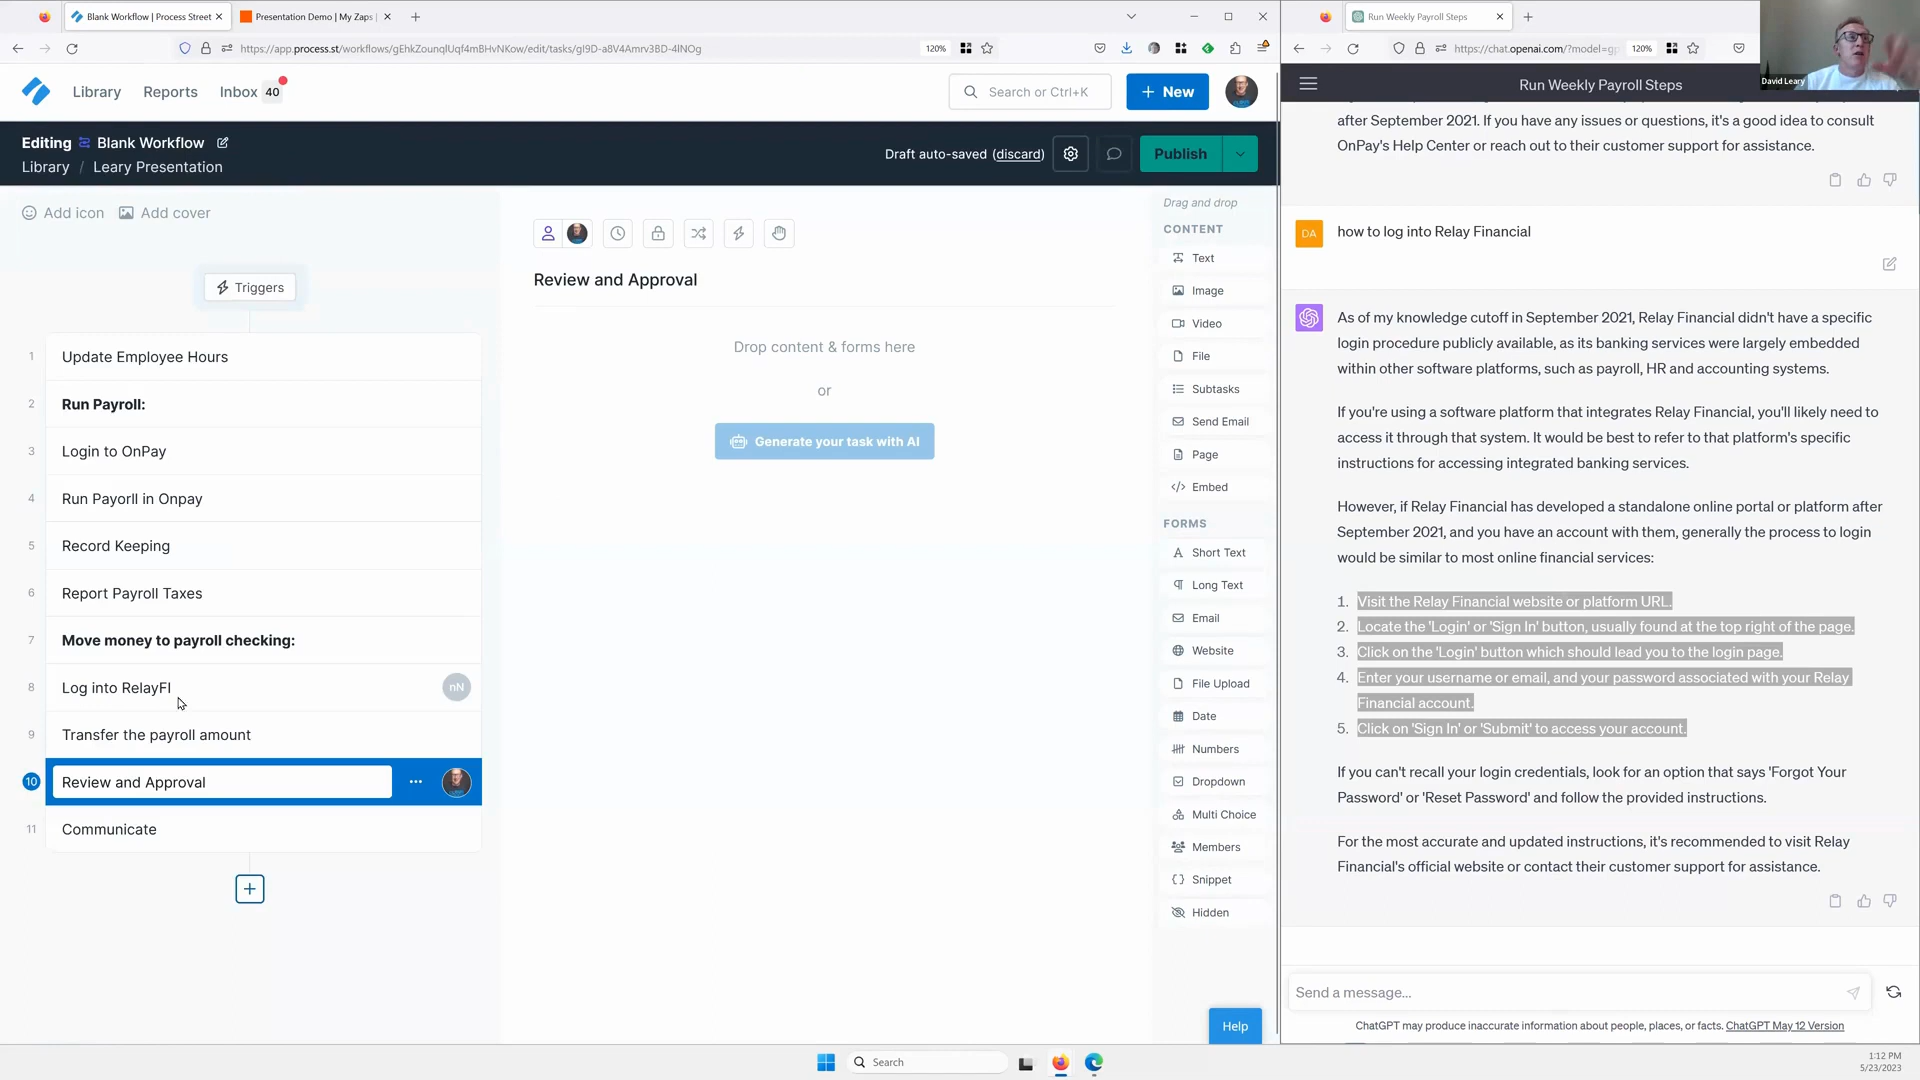 Blank Workflow | Process Street
Presentation Demo | My Zaps |
https://app.process.st/workflows/gEhkZounqlUqf4mBHvNKow/edit/tasks/gI9D-a8V4Amrv3BD-4lNOg
120%
Library
Reports
Inbox 40
Search or Ctrl+K
New
Editing Blank Workflow
Library / Leary Presentation
Draft auto-saved (discard)
Publish
Add icon
Add cover
Triggers
1 Update Employee Hours
2 Run Payroll:
3 Login to OnPay
4 Run Payorll in Onpay
5 Record Keeping
6 Report Payroll Taxes
7 Move money to payroll checking:
8 Log into RelayFI
nN
9 Transfer the payroll amount
10 Review and Approval
11 Communicate
Review and Approval
Drop content & forms here
or
Generate your task with AI
Drag and drop
CONTENT
Text
Image
Video
File
Subtasks
Send Email
Page
Embed
FORMS
Short Text
Long Text
Email
Website
File Upload
Date
Numbers
Dropdown
Multi Choice
Members
Snippet
Hidden
Help
Run Weekly Payroll Steps
https://chat.openai.com/?model=gp
120%
David Leary
Run Weekly Payroll Steps
after September 2021. If you have any issues or questions, it's a good idea to consult
OnPay's Help Center or reach out to their customer support for assistance.
DA
how to log into Relay Financial
As of my knowledge cutoff in September 2021, Relay Financial didn't have a specific
login procedure publicly available, as its banking services were largely embedded
within other software platforms, such as payroll, HR and accounting systems.
If you're using a software platform that integrates Relay Financial, you'll likely need to
access it through that system. It would be best to refer to that platform's specific
instructions for accessing integrated banking services.
However, if Relay Financial has developed a standalone online portal or platform after
September 2021, and you have an account with them, generally the process to login
would be similar to most online financial services:
1. Visit the Relay Financial website or platform URL.
2. Locate the 'Login' or 'Sign In' button, usually found at the top right of the page.
3. Click on the 'Login' button which should lead you to the login page.
4. Enter your username or email, and your password associated with your Relay
Financial account.
5. Click on 'Sign In' or 'Submit' to access your account.
If you can't recall your login credentials, look for an option that says 'Forgot Your
Password' or 'Reset Password' and follow the provided instructions.
For the most accurate and updated instructions, it's recommended to visit Relay
Financial's official website or contact their customer support for assistance.
Send a message...
ChatGPT may produce inaccurate information about people, places, or facts. ChatGPT May 12 Version
Search
1:12 PM
5/23/2023